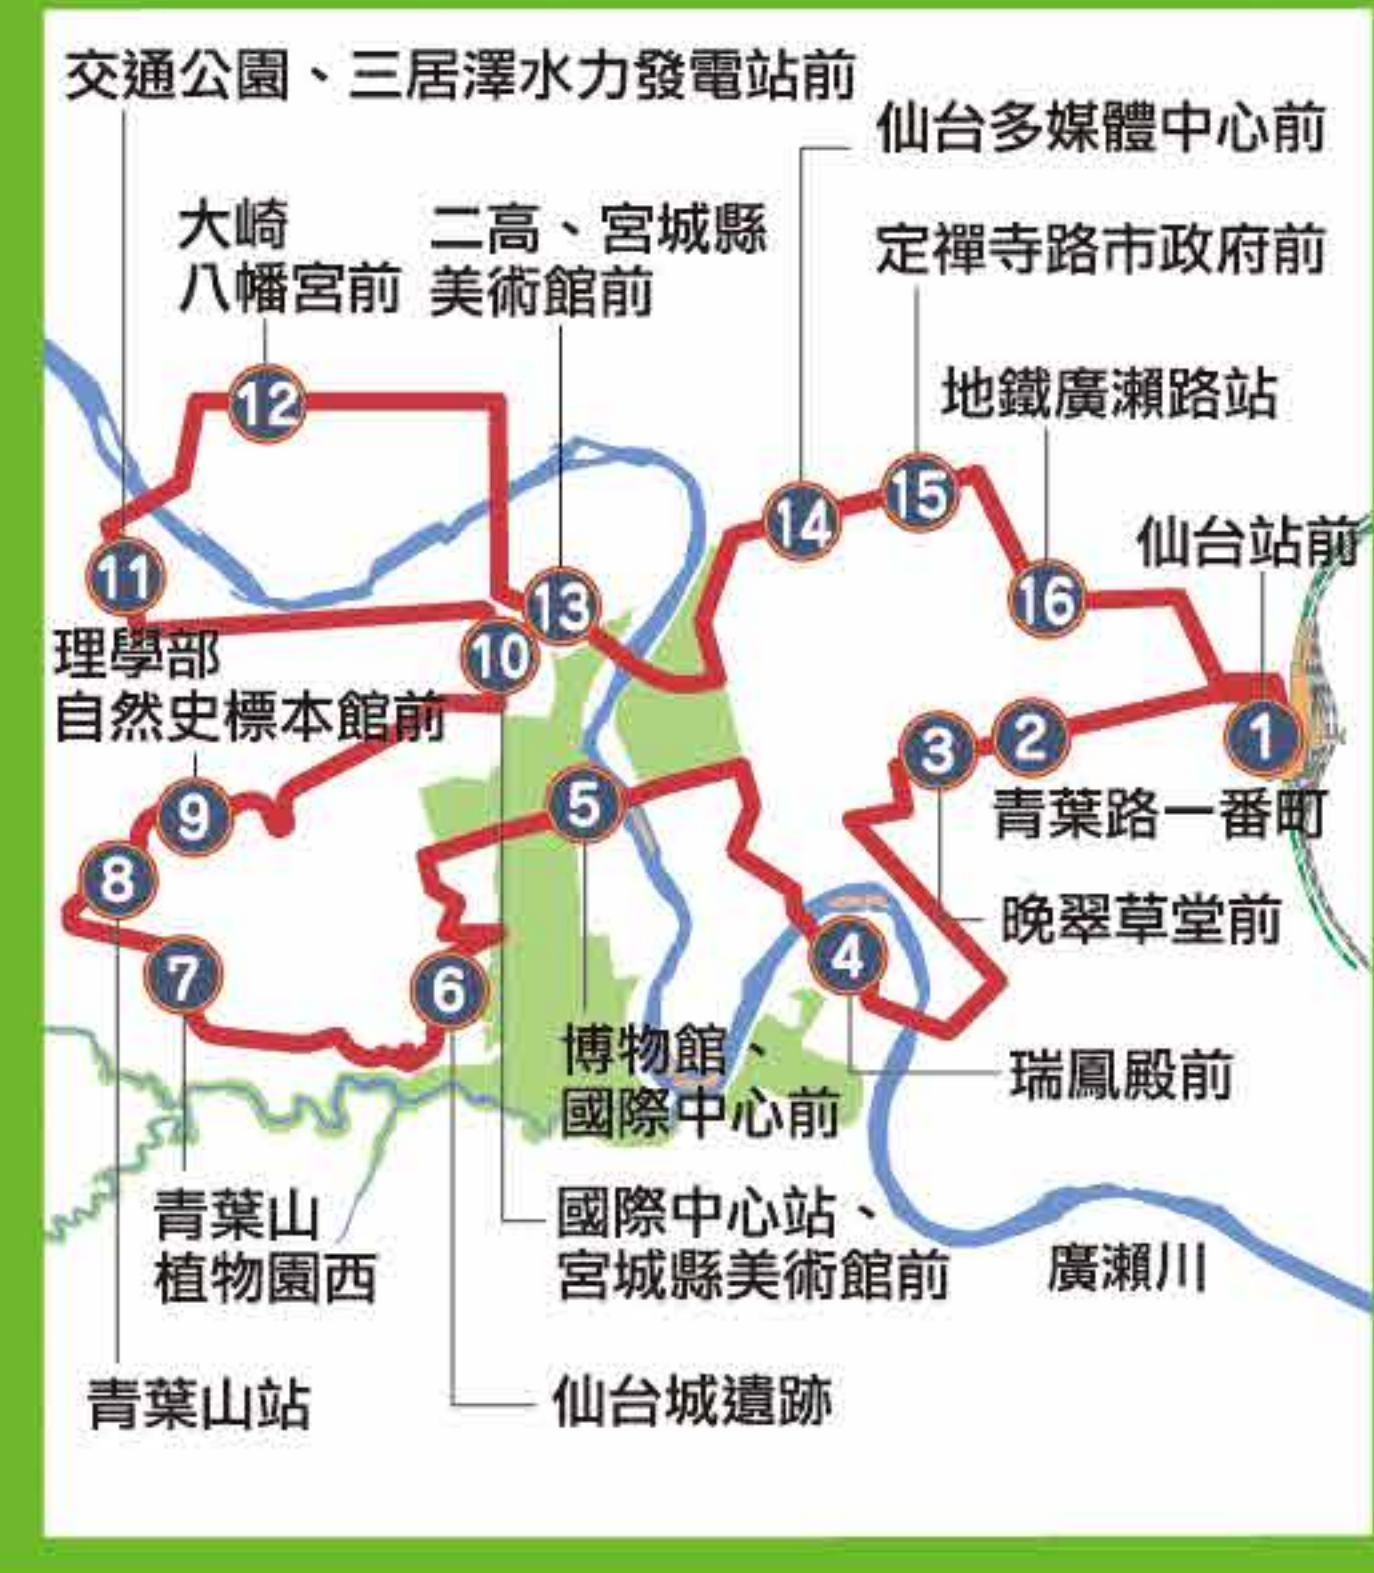 交通公園、三居澤水力發電站前
仙台多媒體中心前
大崎
八幡宮前
二高、宮城縣
美術館前
定禪寺路市政府前
地鐵廣瀨路站
仙台站前
12
15
14
11
13
16
10
理學部
自然史標本館前
1
2
3
5
9
青葉路一番町
8
晚翠草堂前
4
7
6
博物館、
國際中心前
瑞鳳殿前
青葉山
植物園西
國際中心站、
宮城縣美術館前
廣瀨川
青葉山站
仙台城遺跡